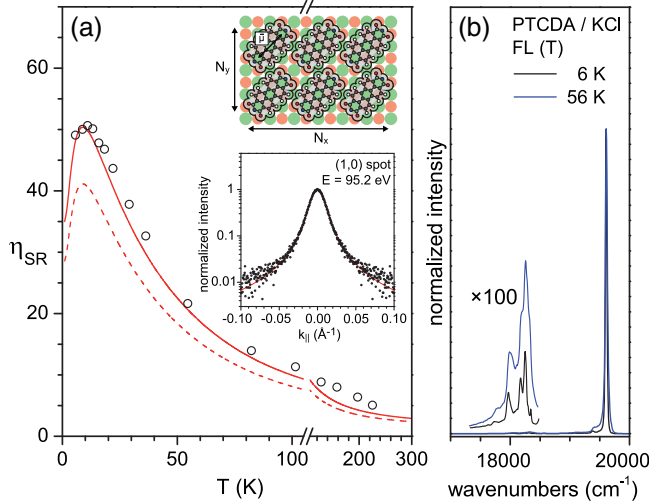 (a)
60
40
20
0
η_SR
0
50
100
300
T (K)
N_y
μ̄
N_x
(1,0) spot
E = 95.2 eV
normalized intensity
1
0.1
0.01
-0.10
-0.05
0.00
0.05
0.10
k_|| (Å⁻¹)
(b)
PTCDA / KCl
FL (T)
6 K
56 K
×100
normalized intensity
18000
20000
wavenumbers (cm⁻¹)